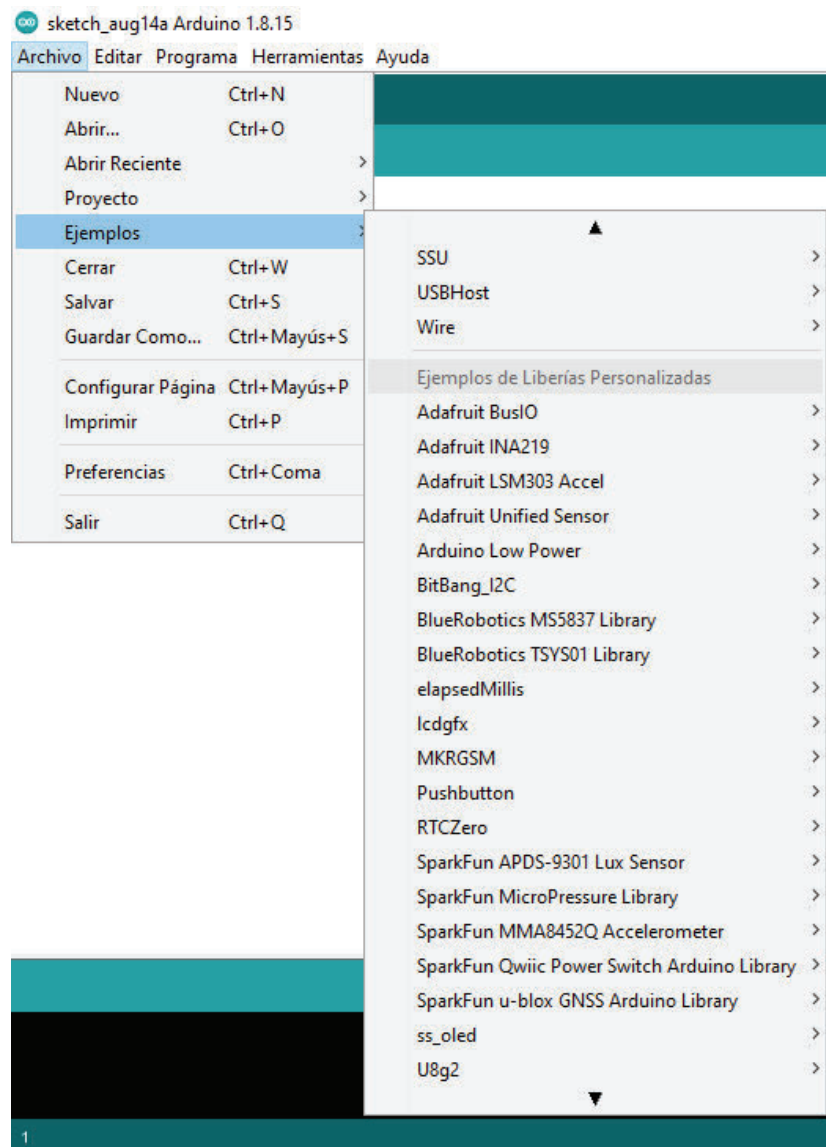 sketch_aug14a Arduino 1.8.15
Archivo Editar Programa Herramientas Ayuda
Nuevo Ctrl+N
Abrir... Ctrl+O
Abrir Reciente
Proyecto
Ejemplos
Cerrar Ctrl+W
Salvar Ctrl+S
Guardar Como... Ctrl+Mayús+S
Configurar Página Ctrl+Mayús+P
Imprimir Ctrl+P
Preferencias Ctrl+Coma
Salir Ctrl+Q
SSU
USBHost
Wire
Ejemplos de Liberías Personalizadas
Adafruit BusIO
Adafruit INA219
Adafruit LSM303 Accel
Adafruit Unified Sensor
Arduino Low Power
BitBang_I2C
BlueRobotics MS5837 Library
BlueRobotics TSYS01 Library
elapsedMillis
lcdgfx
MKRGSM
Pushbutton
RTCZero
SparkFun APDS-9301 Lux Sensor
SparkFun MicroPressure Library
SparkFun MMA8452Q Accelerometer
SparkFun Qwiic Power Switch Arduino Library
SparkFun u-blox GNSS Arduino Library
ss_oled
U8g2
1